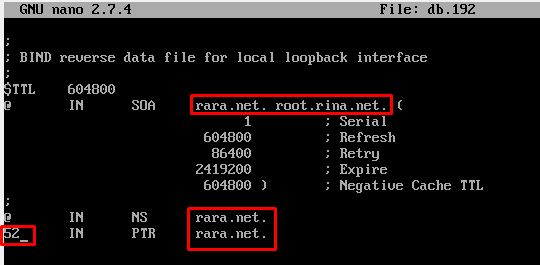 GNU nano 2.7.4 File: db.192
;
; BIND reverse data file for local loopback interface
;
$TTL 604800
@ IN SOA rara.net. root.rina.net. (
1 ; Serial
604800 ; Refresh
86400 ; Retry
2419200 ; Expire
604800 ) ; Negative Cache TTL
;
@ IN NS rara.net.
52_ IN PTR rara.net.